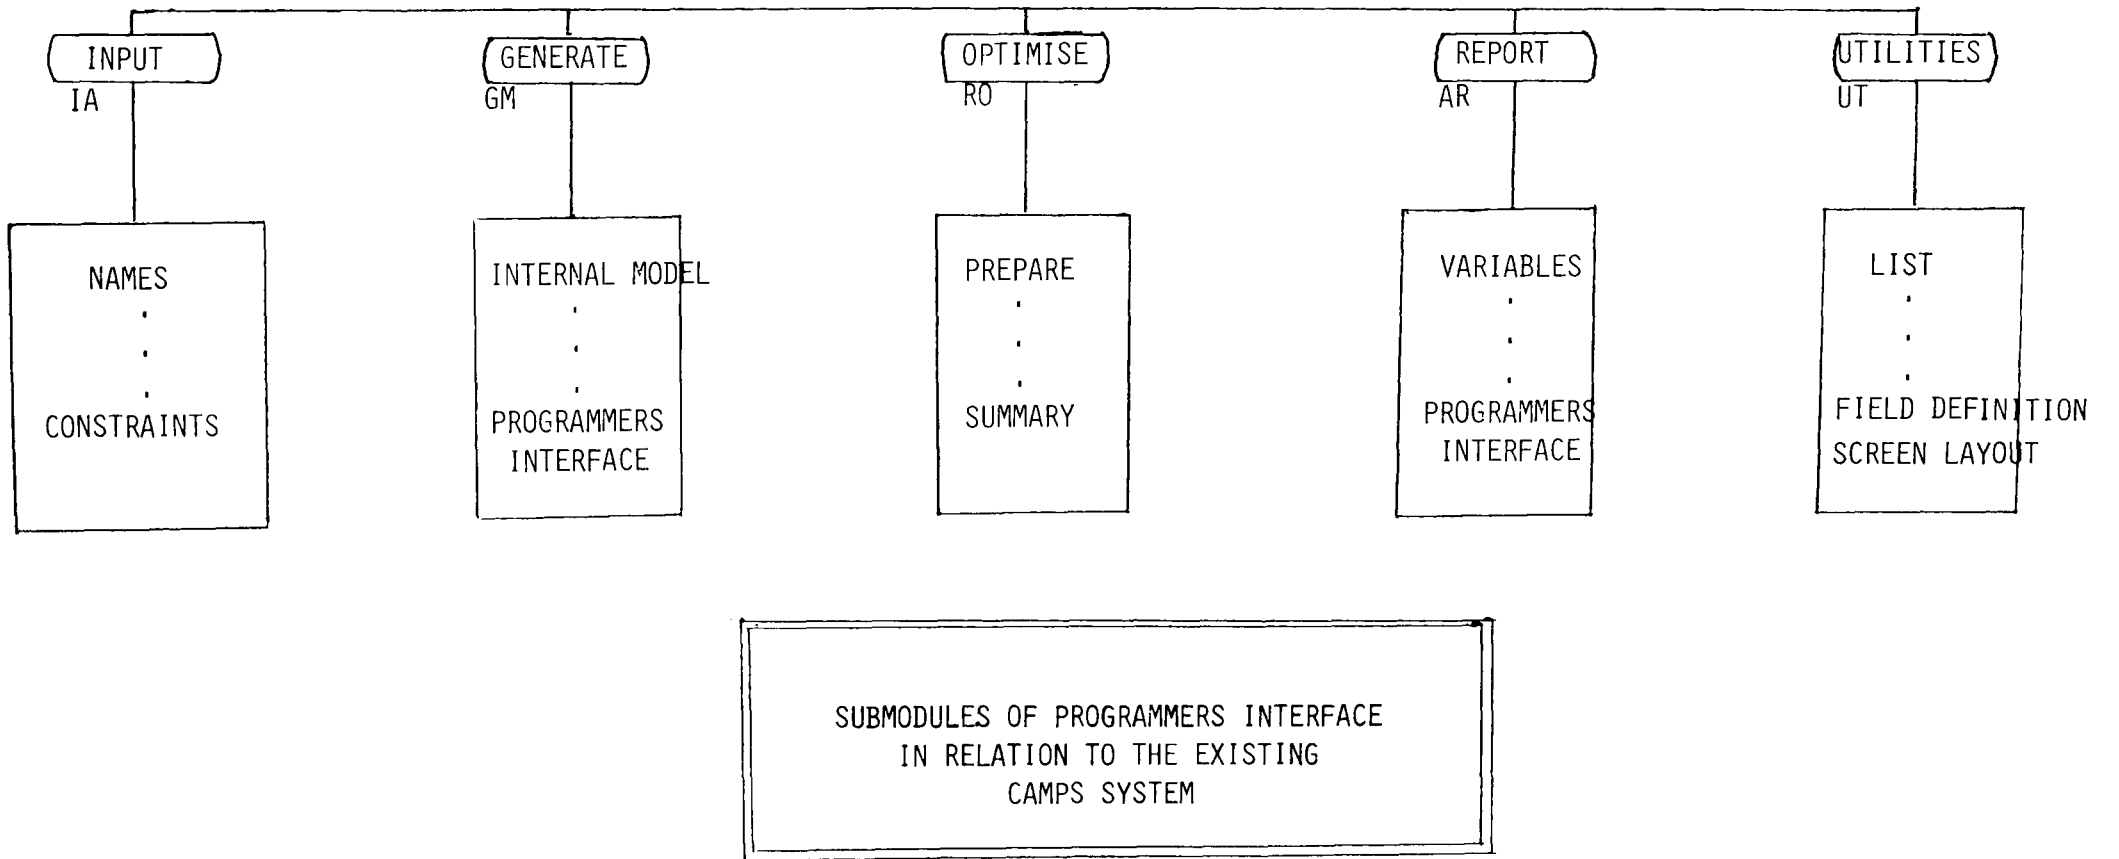 INPUT
IA
GENERATE
GM
OPTIMISE
RO
REPORT
AR
UTILITIES
UT
NAMES
CONSTRAINTS
INTERNAL MODEL
PROGRAMMERS
INTERFACE
PREPARE
SUMMARY
VARIABLES
PROGRAMMERS
INTERFACE
LIST
FIELD DEFINITION
SCREEN LAYOUT
SUBMODULES OF PROGRAMMERS INTERFACE
IN RELATION TO THE EXISTING
CAMPS SYSTEM